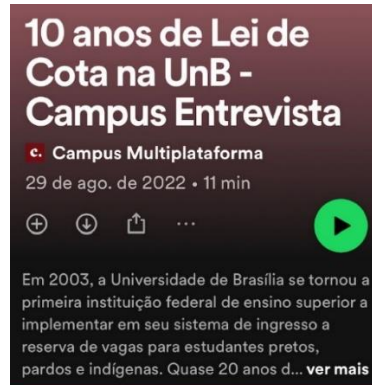 10 anos de Lei de
Cota na UnB -
Campus Entrevista
c. Campus Multiplataforma
29 de ago. de 2022 • 11 min
Em 2003, a Universidade de Brasília se tornou a
primeira instituição federal de ensino superior a
implementar em seu sistema de ingresso a
reserva de vagas para estudantes pretos,
pardos e indígenas. Quase 20 anos d... ver mais